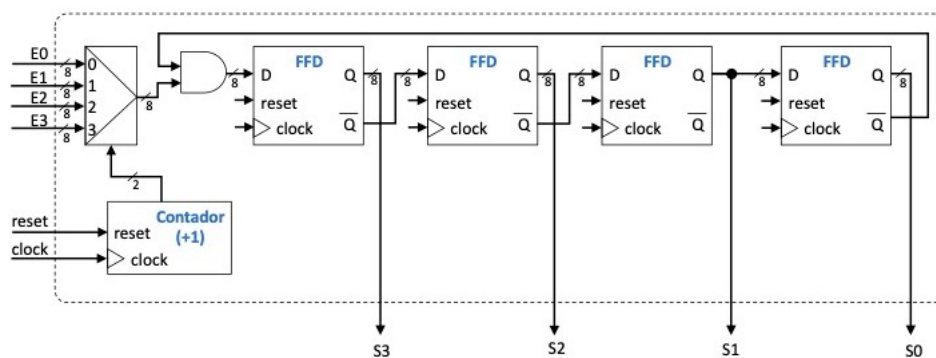 E0
E1
E2
E3
8
8
8
8
0
1
2
3
8
8
2
reset
clock
Contador
(+1)
reset
clock
FFD
D
Q
8
reset
Q
clock
FFD
8
D
Q
8
reset
Q
clock
FFD
8
D
Q
reset
Q
clock
FFD
8
D
Q
8
reset
Q
clock
S3
S2
S1
S0